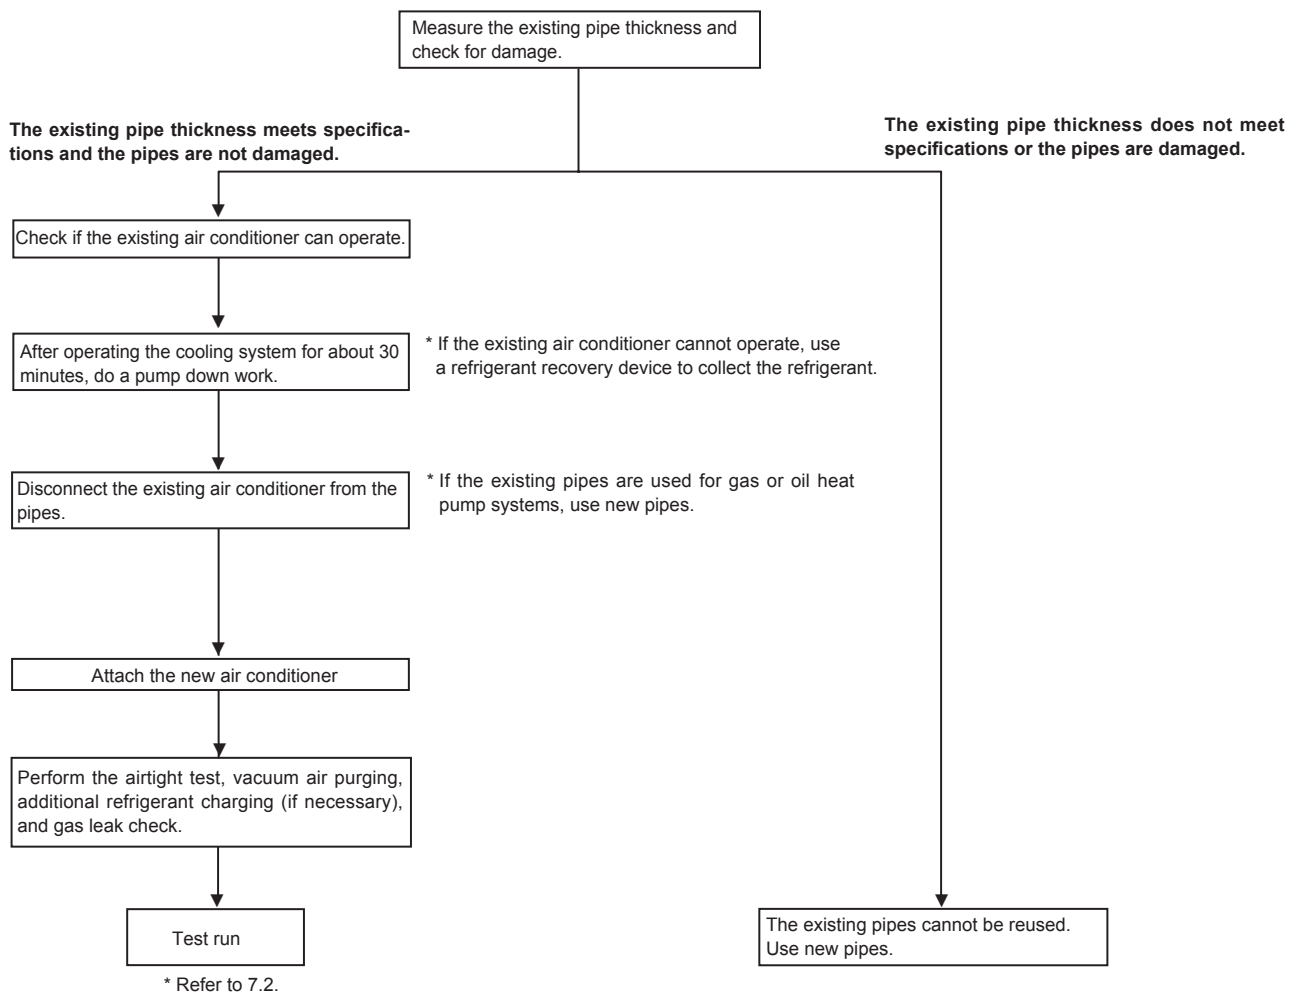 Measure the existing pipe thickness and
check for damage.
The existing pipe thickness meets specifica-
tions and the pipes are not damaged.
The existing pipe thickness does not meet
specifications or the pipes are damaged.
Check if the existing air conditioner can operate.
After operating the cooling system for about 30
minutes, do a pump down work.
* If the existing air conditioner cannot operate, use
a refrigerant recovery device to collect the refrigerant.
Disconnect the existing air conditioner from the
pipes.
* If the existing pipes are used for gas or oil heat
pump systems, use new pipes.
Attach the new air conditioner
Perform the airtight test, vacuum air purging,
additional refrigerant charging (if necessary),
and gas leak check.
Test run
* Refer to 7.2.
The existing pipes cannot be reused.
Use new pipes.